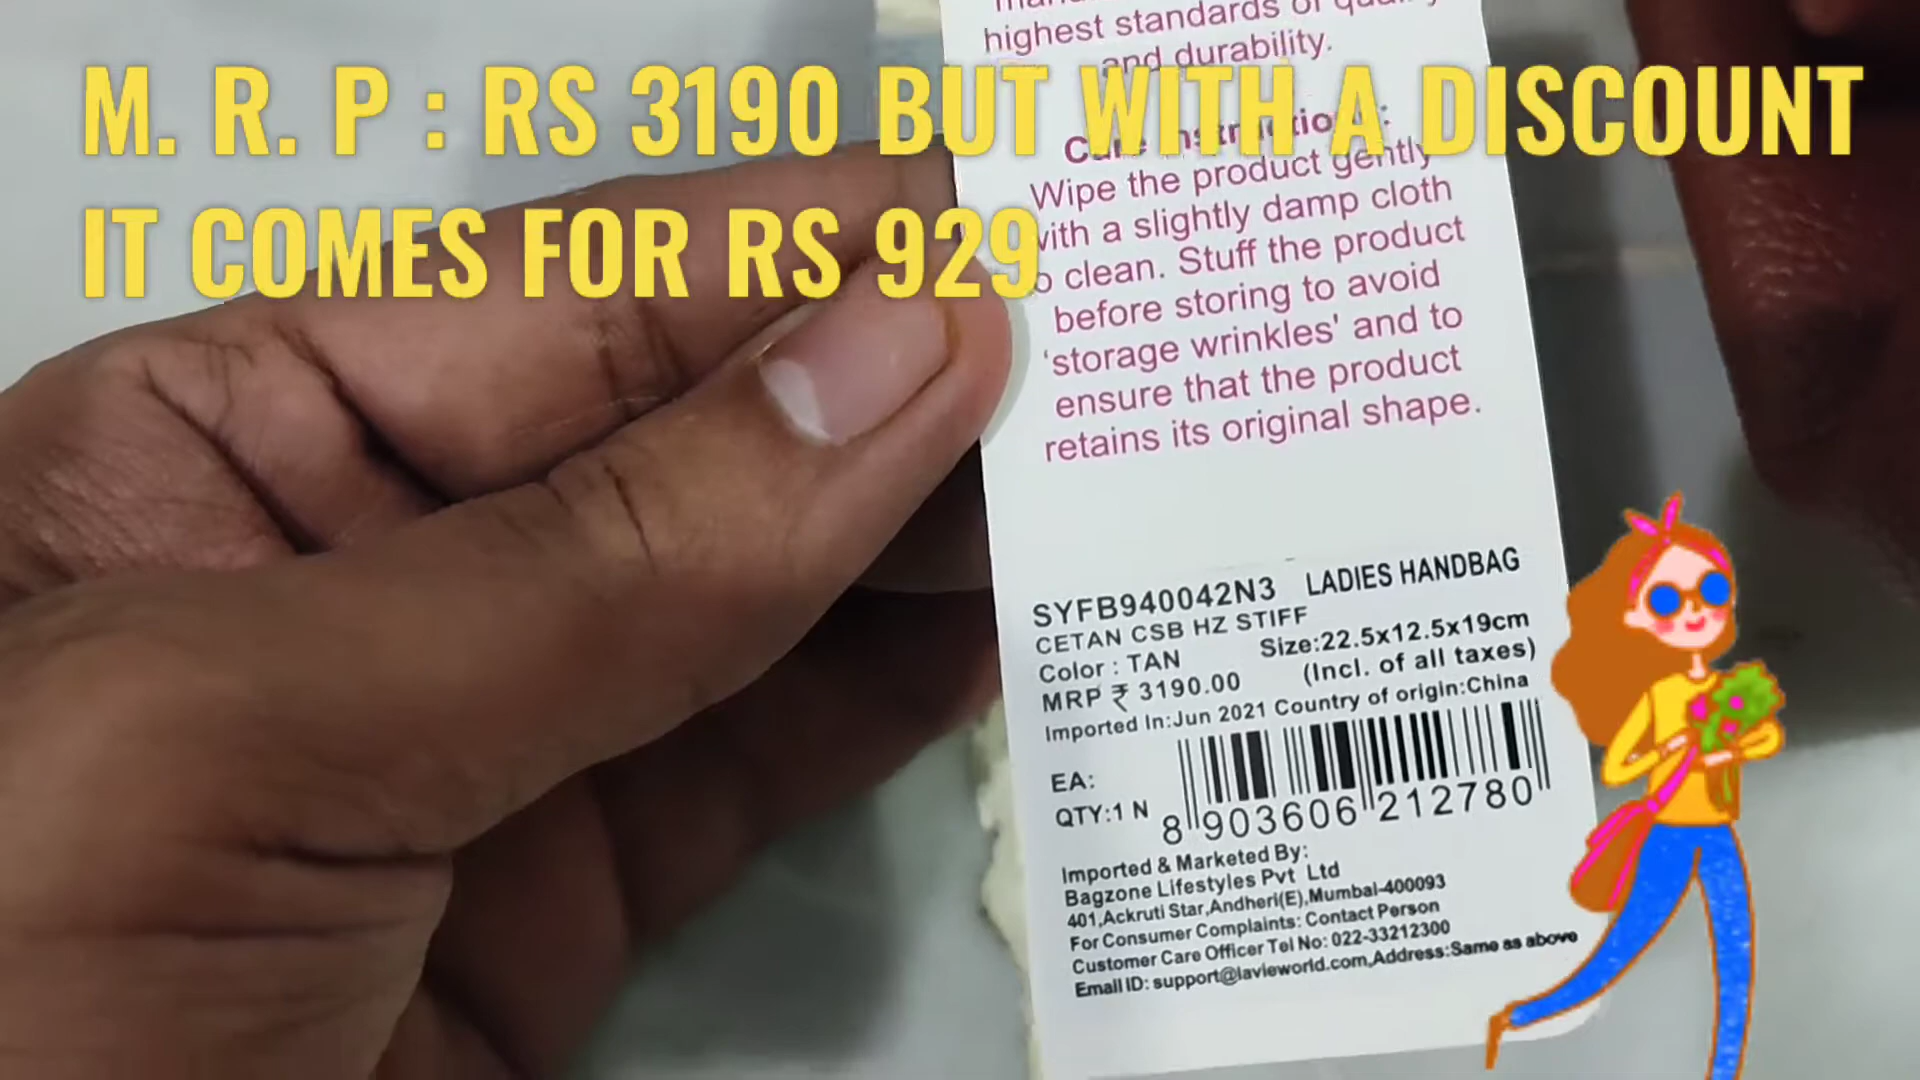 M. R. P : RS 3190 BUT WITH A DISCOUNT
IT COMES FOR RS 929
highest standards of quality
and durability.
Care Instructions:
Wipe the product gently
with a slightly damp cloth
to clean. Stuff the product
before storing to avoid
'storage wrinkles' and to
ensure that the product
retains its original shape.
SYFB940042N3 LADIES HANDBAG
CETAN CSB HZ STIFF
Color : TAN Size:22.5x12.5x19cm
MRP ₹ 3190.00 (Incl. of all taxes)
Imported In:Jun 2021 Country of origin:China
EA:
QTY:1 N
8 903606 212780
Imported & Marketed By:
Bagzone Lifestyles Pvt Ltd
401,Ackruti Star,Andheri(E),Mumbai-400093
For Consumer Complaints: Contact Person
Customer Care Officer Tel No: 022-33212300
Email ID: support@lavieworld.com,Address:Same as above